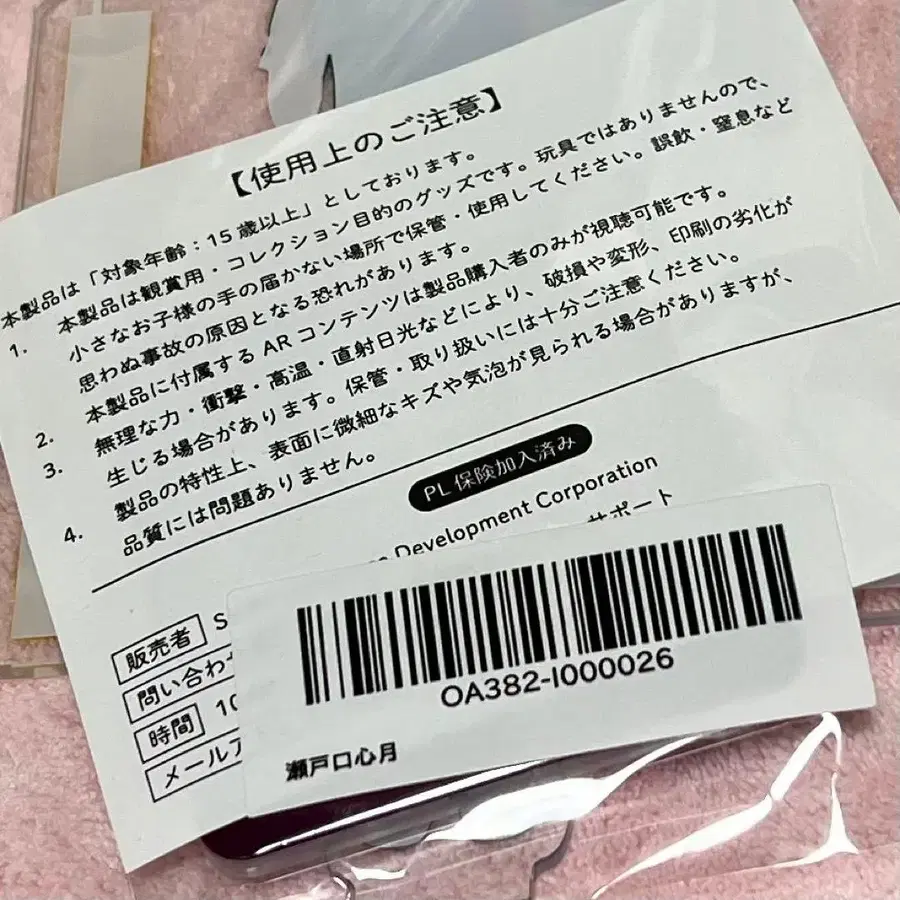 【使用上のご注意】
本製品は「対象年齢：15歳以上」としております。
1. 本製品は観賞用・コレクション目的のグッズです。玩具ではありませんので、
小さなお子様の手の届かない場所で保管・使用してください。誤飲・窒息など
思わぬ事故の原因となる恐れがあります。
2. 本製品に付属するARコンテンツは製品購入者のみが視聴可能です。
3. 無理な力・衝撃・高温・直射日光などにより、破損や変形、印刷の劣化が
生じる場合があります。保管・取り扱いには十分ご注意ください。
4. 製品の特性上、表面に微細なキズや気泡が見られる場合がありますが、
品質には問題ありません。
PL保険加入済み
Development Corporation
サポート
販売者 S
問い合わせ
時間 10
メールア
OA382-I000026
瀬戸口心月